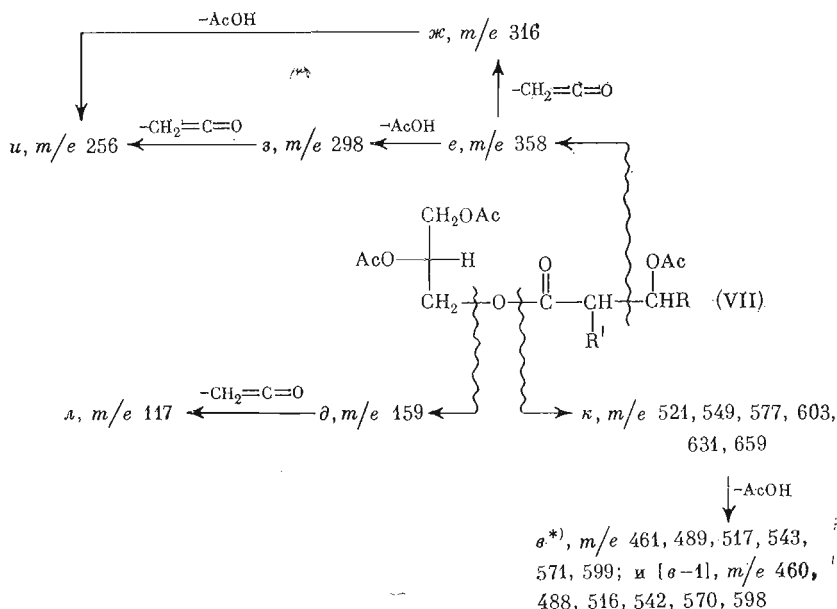 −AcOH
ж, m/e 316
−CH₂=C=O
и, m/e 256
−CH₂=C=O
з, m/e 298
−AcOH
е, m/e 358
CH₂OAc
AcO
H
O
OAc
CH₂
O
C
CH
CHR
(VII)
R'
л, m/e 117
−CH₂=C=O
д, m/e 159
к, m/e 521, 549, 577, 603,
631, 659
−AcOH
в*), m/e 461, 489, 517, 543,
571, 599; и [в−1], m/e 460,
488, 516, 542, 570, 598